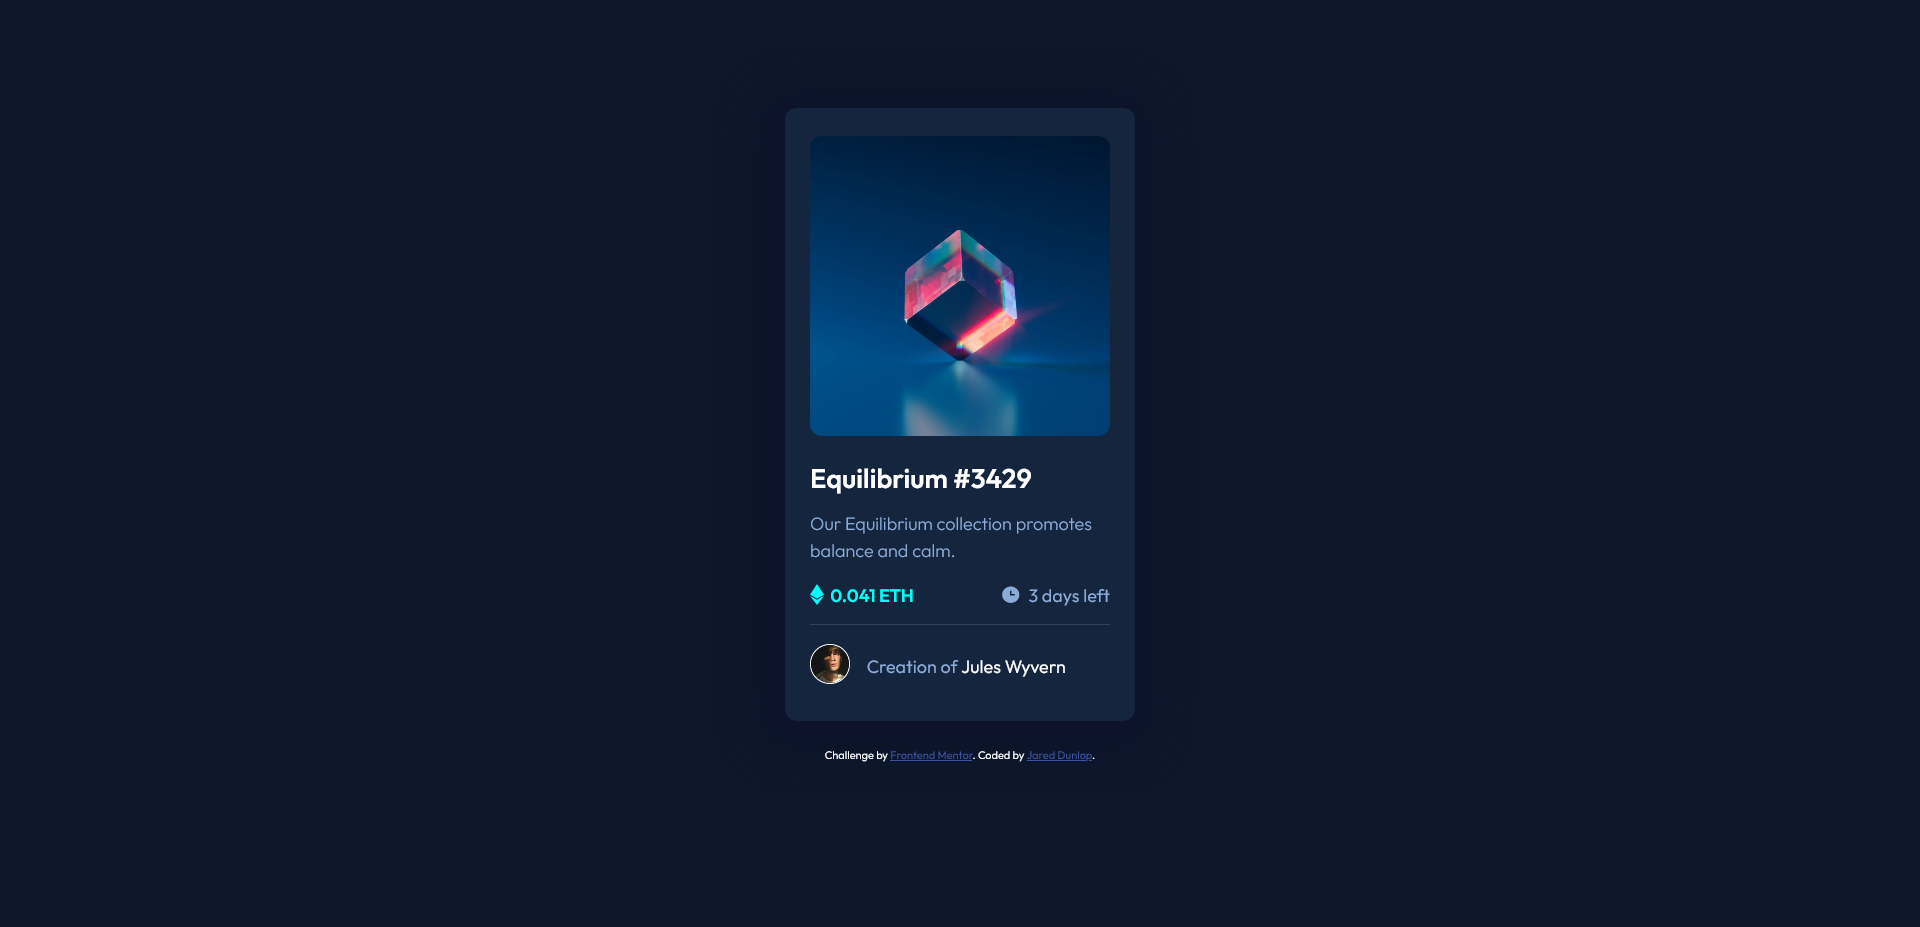 Equilibrium #3429
Our Equilibrium collection promotes
balance and calm.
0.041 ETH
3 days left
Creation of Jules Wyvern
Challenge by Frontend Mentor. Coded by Jared Dunlop.